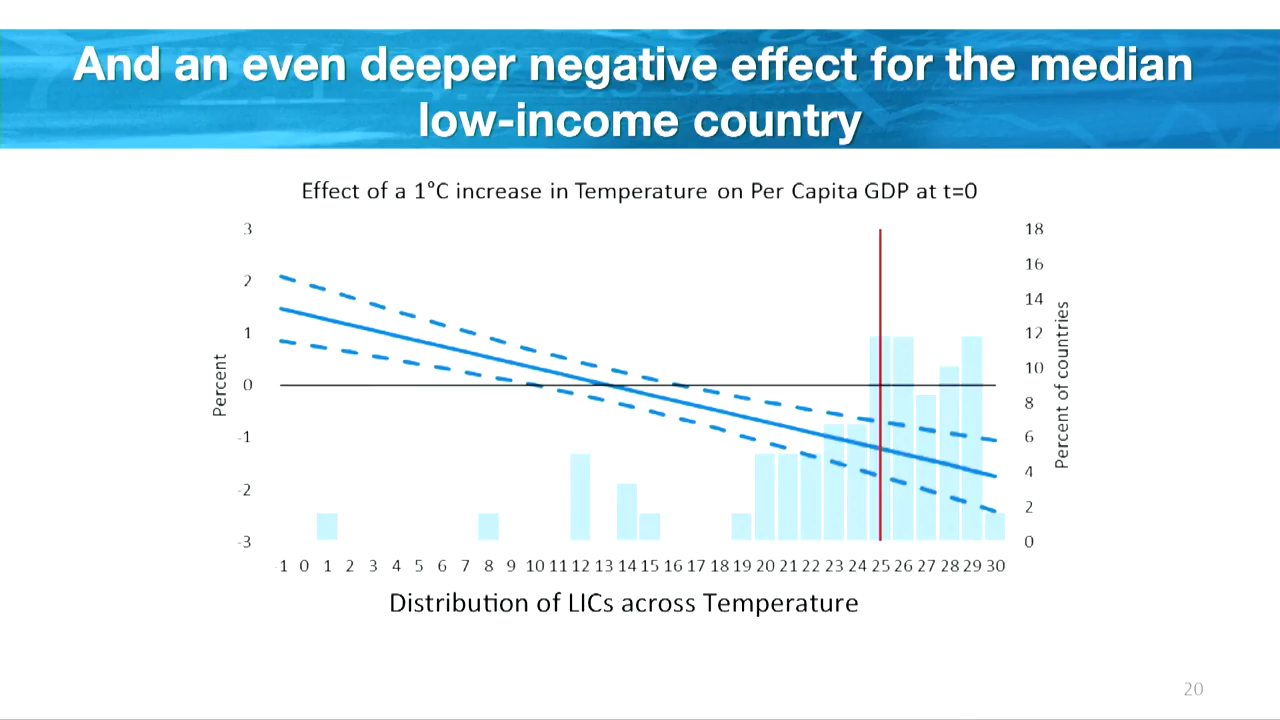 And an even deeper negative effect for the median
low-income country
Effect of a 1°C increase in Temperature on Per Capita GDP at t=0
3
2
1
0
-1
-2
-3
Percent
18
16
14
12
10
8
6
4
2
0
Percent of countries
-1 0 1 2 3 4 5 6 7 8 9 10 11 12 13 14 15 16 17 18 19 20 21 22 23 24 25 26 27 28 29 30
Distribution of LICs across Temperature
20